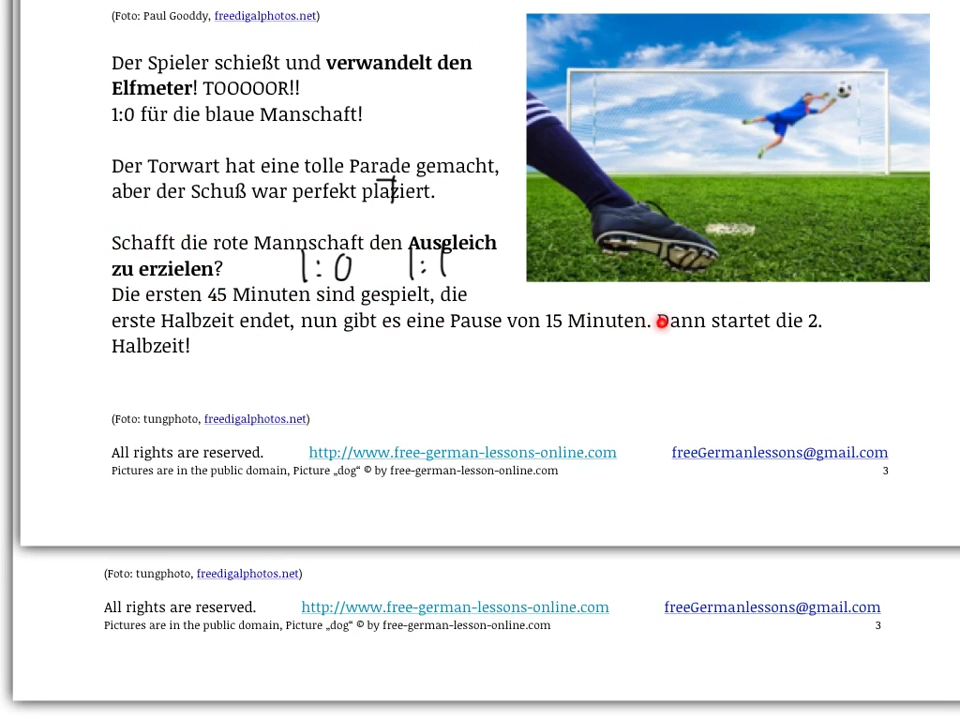 (Foto: Paul Gooddy, freedigalphotos.net)
Der Spieler schießt und verwandelt den
Elfmeter! TOOOOOR!!
1:0 für die blaue Manschaft!
Der Torwart hat eine tolle Parade gemacht,
aber der Schuß war perfekt plaziert.
Schafft die rote Mannschaft den Ausgleich
zu erzielen?
1:0 1:1
Die ersten 45 Minuten sind gespielt, die
erste Halbzeit endet, nun gibt es eine Pause von 15 Minuten. Dann startet die 2.
Halbzeit!
(Foto: tungphoto, freedigalphotos.net)
All rights are reserved. http://www.free-german-lessons-online.com freeGermanlessons@gmail.com
Pictures are in the public domain, Picture „dog“ © by free-german-lesson-online.com 3
(Foto: tungphoto, freedigalphotos.net)
All rights are reserved. http://www.free-german-lessons-online.com freeGermanlessons@gmail.com
Pictures are in the public domain, Picture „dog“ © by free-german-lesson-online.com 3